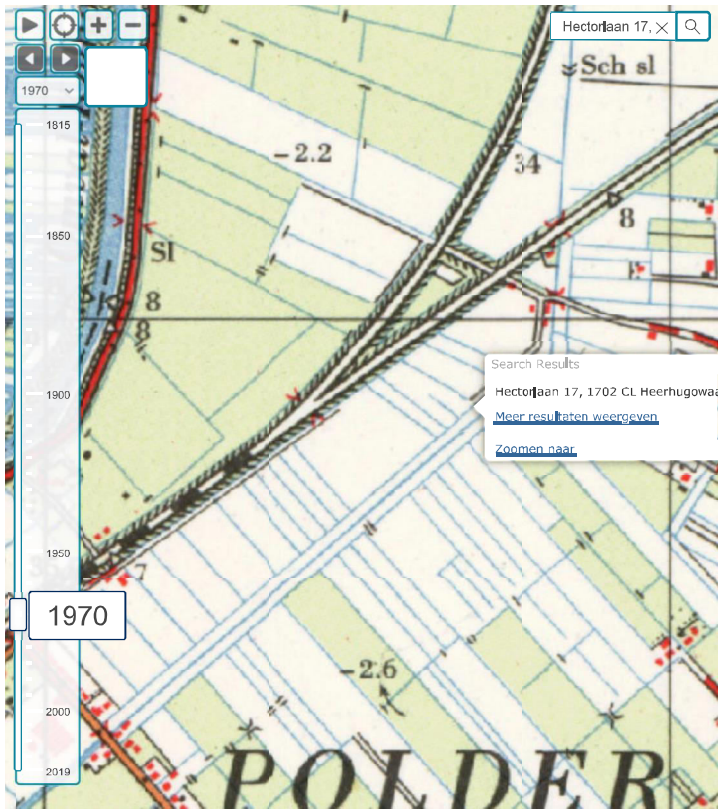 Hectorlaan 17,
1970
1815
1850
1900
1950
1970
2000
2019
Sch sl
-2.2
34
8
Sl
8
8
Search Results
Hectorlaan 17, 1702 CL Heerhugowaa
Meer resultaten weergeven
Zoomen naar
7
-2.6
POLDER